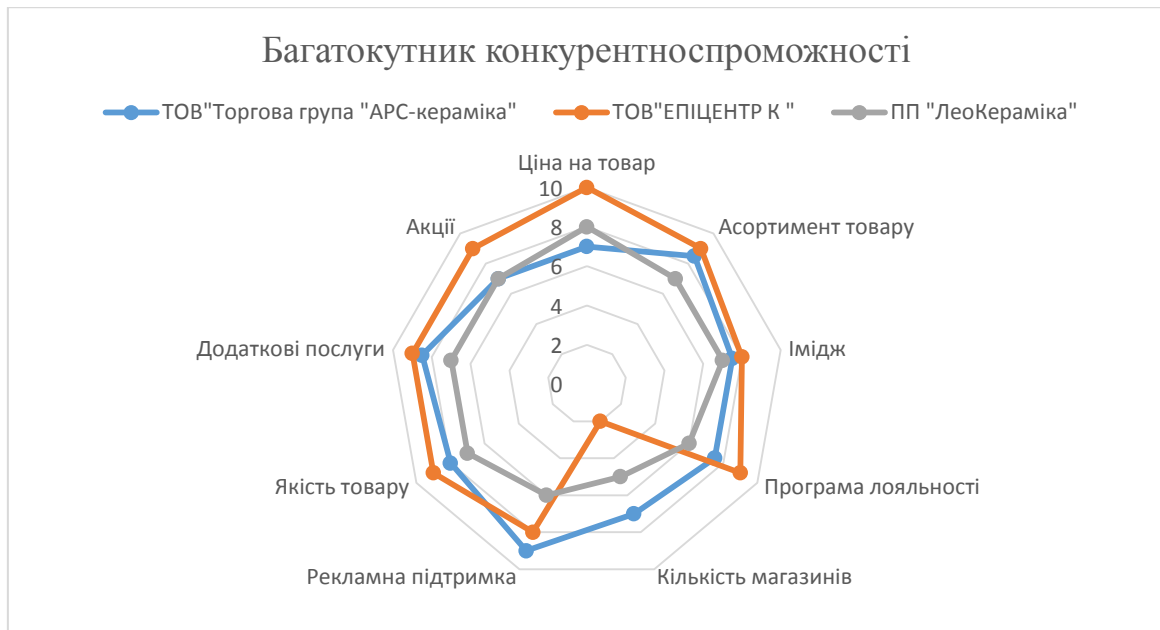 Багатокутник конкурентноспроможності
ТОВ"Торгова група "АРС-кераміка"
ТОВ"ЕПІЦЕНТР К "
ПП "ЛеоКераміка"
Ціна на товар
10
Акції
Асортимент товару
8
6
4
Додаткові послуги
Імідж
2
0
Якість товару
Програма лояльності
Рекламна підтримка
Кількість магазинів